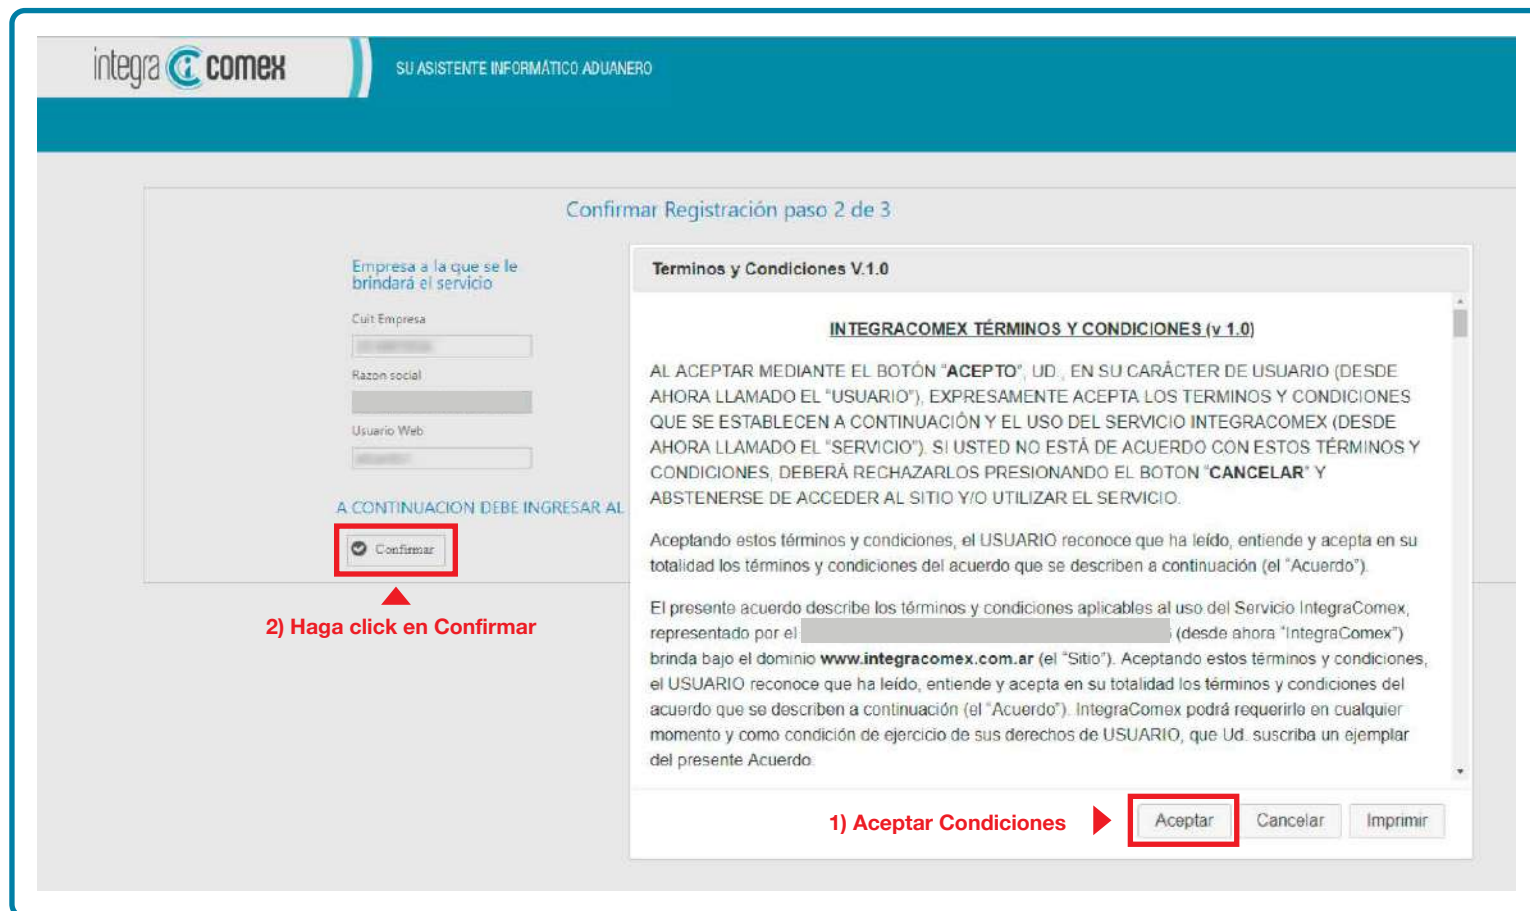 integra comex
SU ASISTENTE INFORMÁTICO ADUANERO
Confirmar Registración paso 2 de 3
Empresa a la que se le
brindará el servicio
Cuit Empresa
Razon social
Usuario Web
A CONTINUACION DEBE INGRESAR AL
Confirmar
2) Haga click en Confirmar
Terminos y Condiciones V.1.0
INTEGRACOMEX TÉRMINOS Y CONDICIONES (v 1.0)
AL ACEPTAR MEDIANTE EL BOTÓN "ACEPTO", UD., EN SU CARÁCTER DE USUARIO (DESDE
AHORA LLAMADO EL "USUARIO"), EXPRESAMENTE ACEPTA LOS TERMINOS Y CONDICIONES
QUE SE ESTABLECEN A CONTINUACIÓN Y EL USO DEL SERVICIO INTEGRACOMEX (DESDE
AHORA LLAMADO EL "SERVICIO"). SI USTED NO ESTÁ DE ACUERDO CON ESTOS TÉRMINOS Y
CONDICIONES, DEBERÁ RECHAZARLOS PRESIONANDO EL BOTON "CANCELAR" Y
ABSTENERSE DE ACCEDER AL SITIO Y/O UTILIZAR EL SERVICIO.
Aceptando estos términos y condiciones, el USUARIO reconoce que ha leído, entiende y acepta en su
totalidad los términos y condiciones del acuerdo que se describen a continuación (el "Acuerdo").
El presente acuerdo describe los términos y condiciones aplicables al uso del Servicio IntegraComex,
representado por el (desde ahora "IntegraComex")
brinda bajo el dominio www.integracomex.com.ar (el "Sitio"). Aceptando estos términos y condiciones,
el USUARIO reconoce que ha leído, entiende y acepta en su totalidad los términos y condiciones del
acuerdo que se describen a continuación (el "Acuerdo"). IntegraComex podrá requerirle en cualquier
momento y como condición de ejercicio de sus derechos de USUARIO, que Ud. suscriba un ejemplar
del presente Acuerdo.
1) Aceptar Condiciones
Aceptar
Cancelar
Imprimir